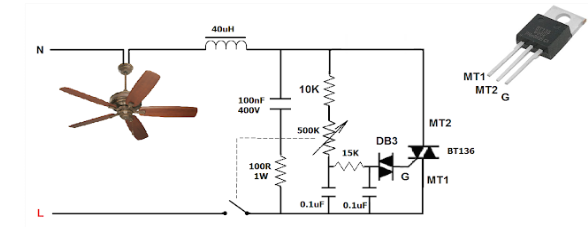 40uH
N
MT1
MT2
G
100nF
400V
10K
500K
MT2
DB3
15K
BT136
100R
1W
G
MT1
0.1uF
0.1uF
L